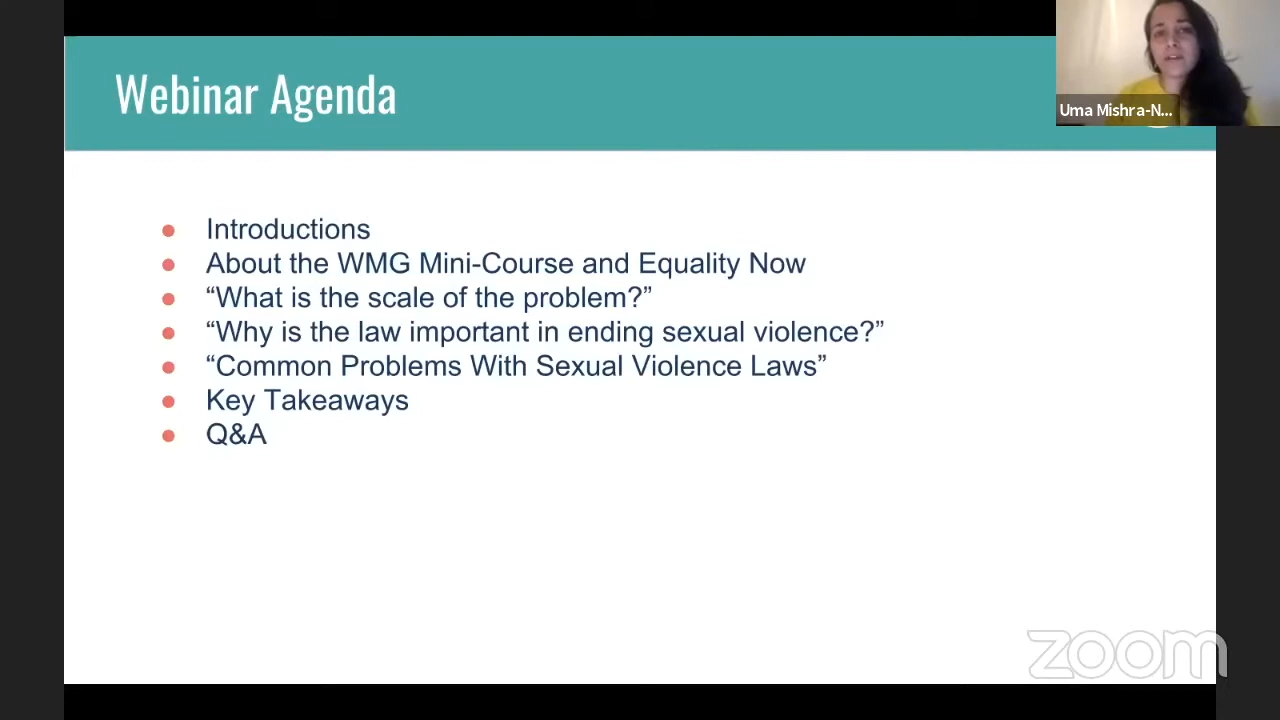 Webinar Agenda
Uma Mishra-N...
● Introductions
● About the WMG Mini-Course and Equality Now
● “What is the scale of the problem?”
● “Why is the law important in ending sexual violence?”
● “Common Problems With Sexual Violence Laws”
● Key Takeaways
● Q&A
zoom